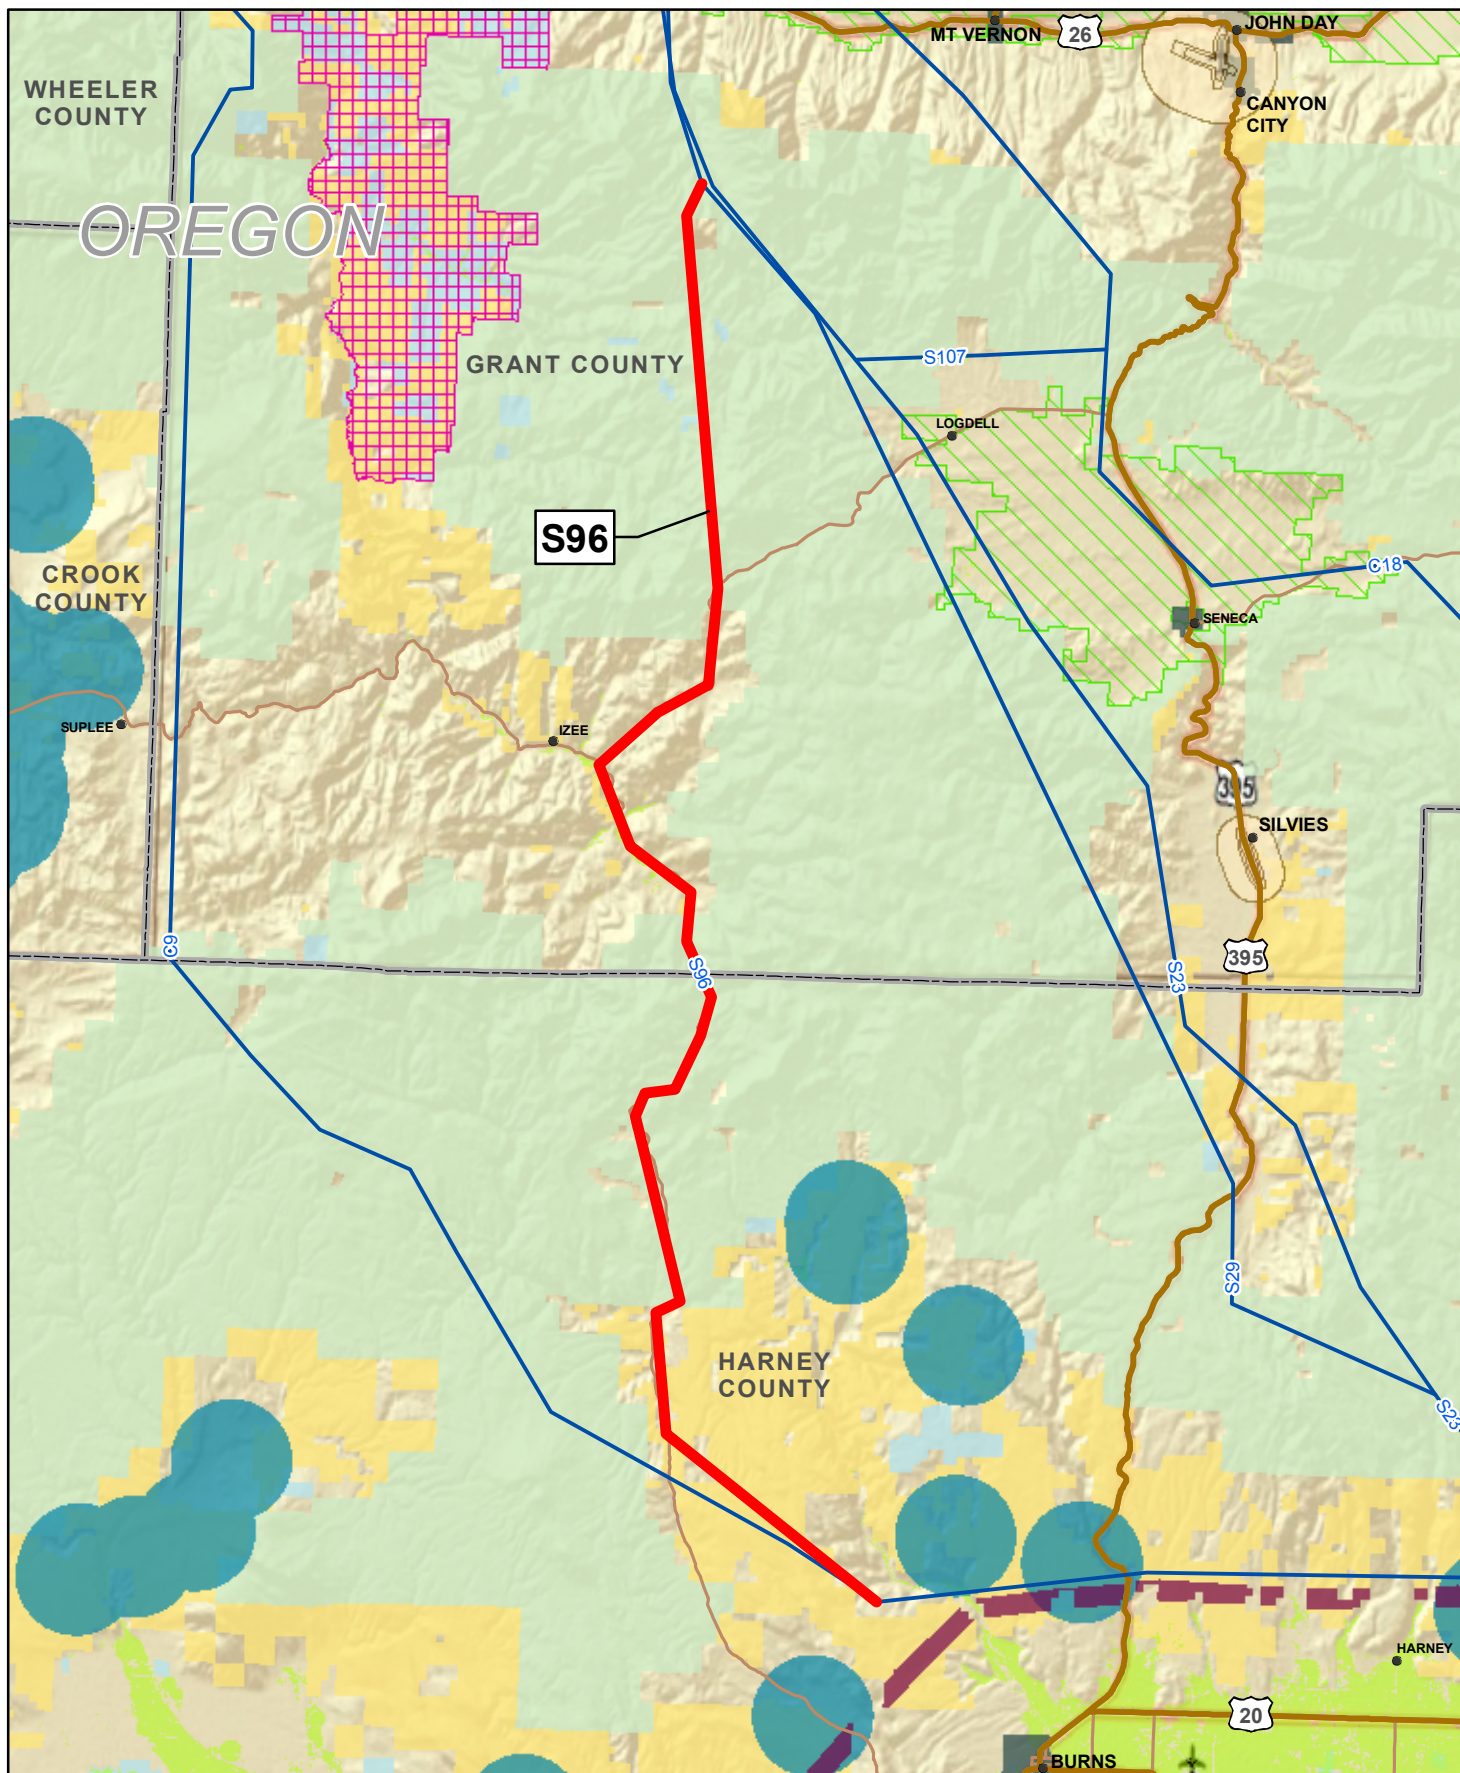 JOHN DAY
MT VERNON
26
WHEELER
COUNTY
CANYON
CITY
OREGON
S107
GRANT COUNTY
LOGDELL
S96
CROOK
COUNTY
C18
SENECA
SUPLEE
IZEE
395
SILVIES
C9
S96
S23
395
S29
HARNEY
COUNTY
S23
HARNEY
20
BURNS